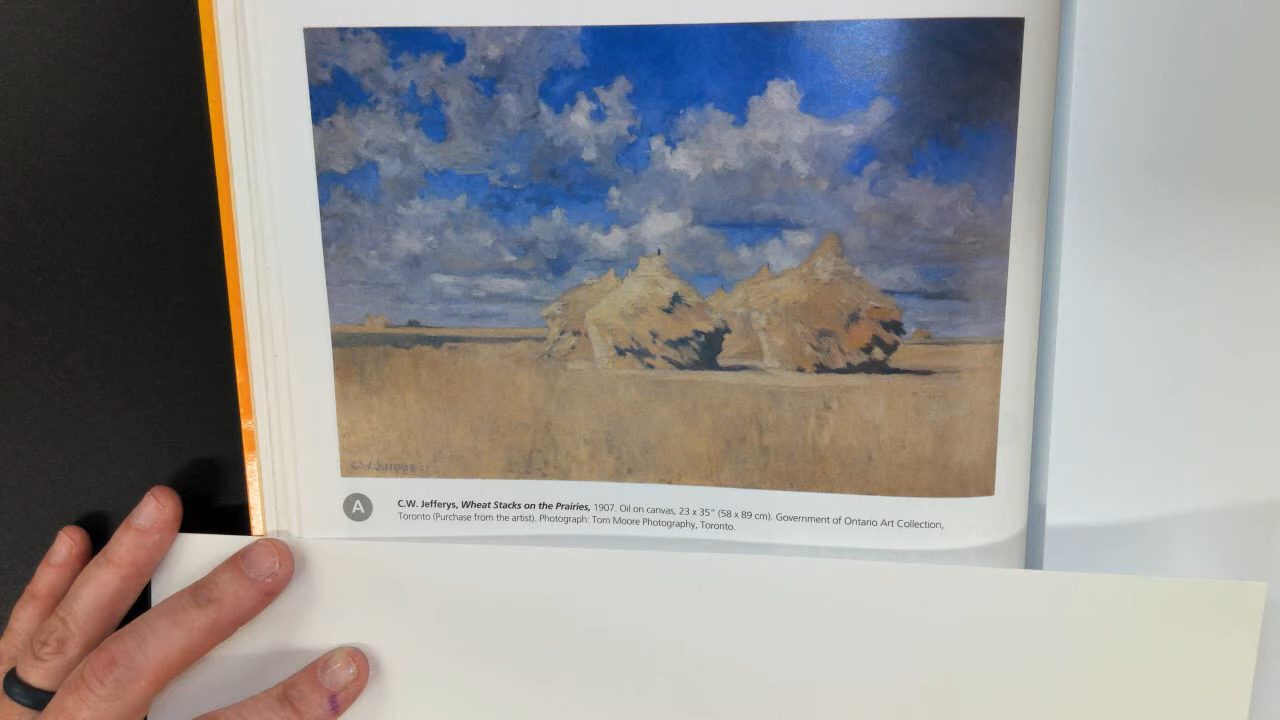 A
C.W. Jefferys, Wheat Stacks on the Prairies, 1907. Oil on canvas, 23 x 35" (58 x 89 cm). Government of Ontario Art Collection,
Toronto (Purchase from the artist). Photograph: Tom Moore Photography, Toronto.